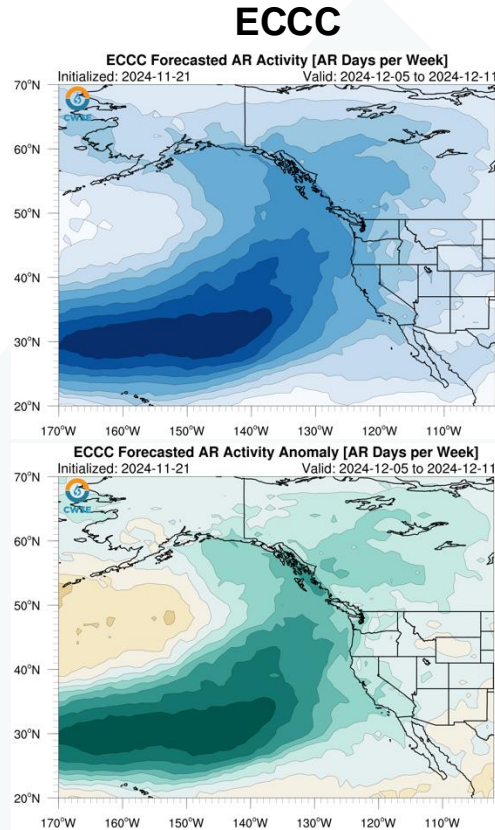 ECCC
ECCC Forecasted AR Activity [AR Days per Week]
Initialized: 2024-11-21 Valid: 2024-12-05 to 2024-12-11
CW3E
70°N
60°N
50°N
40°N
30°N
20°N
170°W 160°W 150°W 140°W 130°W 120°W 110°W
ECCC Forecasted AR Activity Anomaly [AR Days per Week]
Initialized: 2024-11-21 Valid: 2024-12-05 to 2024-12-11
CW3E
70°N
60°N
50°N
40°N
30°N
20°N
170°W 160°W 150°W 140°W 130°W 120°W 110°W